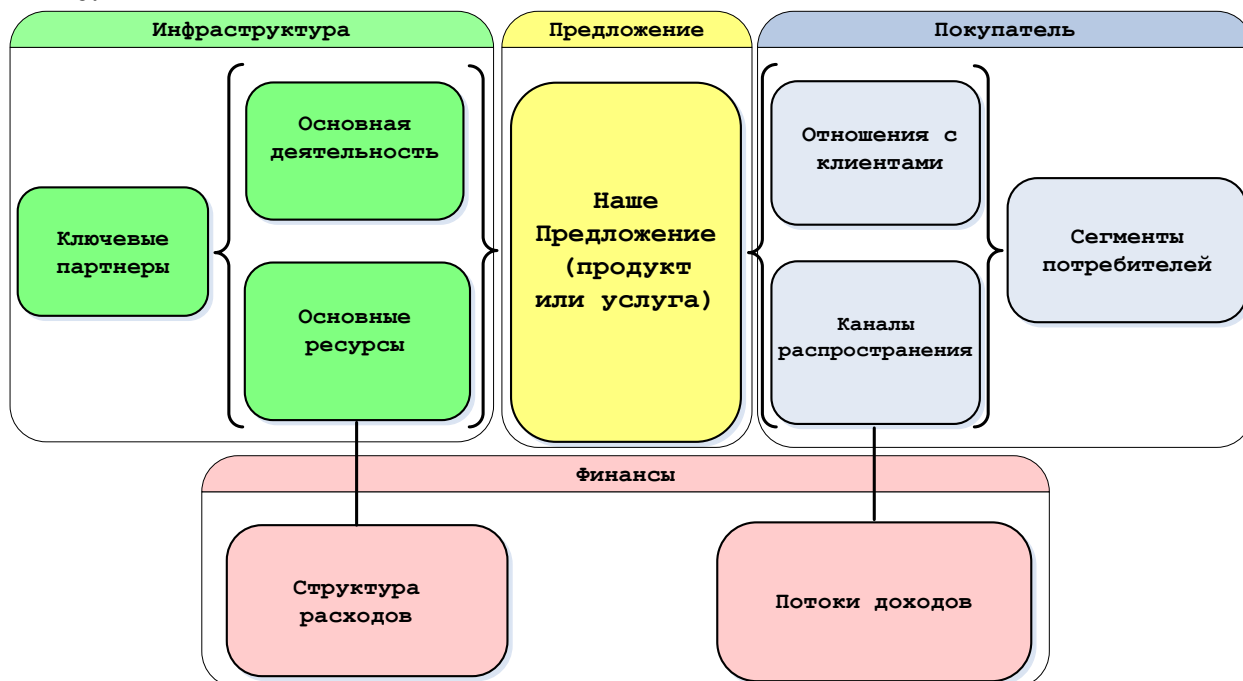 Инфраструктура
Предложение
Покупатель
Основная
деятельность
Ключевые
партнеры
Основные
ресурсы
Наше
Предложение
(продукт
или услуга)
Отношения с
клиентами
Каналы
распространения
Сегменты
потребителей
Финансы
Структура
расходов
Потоки доходов